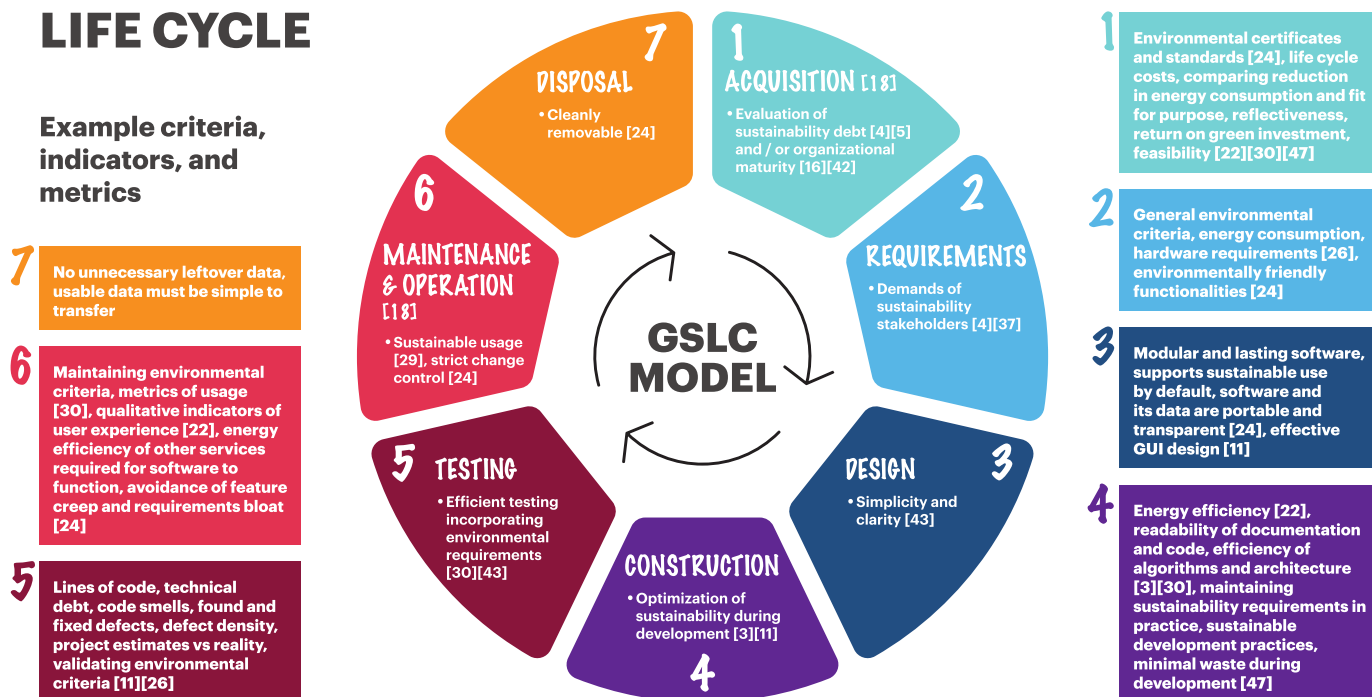 LIFE CYCLE
Example criteria,
indicators, and
metrics
7
No unnecessary leftover data,
usable data must be simple to
transfer
6
Maintaining environmental
criteria, metrics of usage
[30], qualitative indicators of
user experience [22], energy
efficiency of other services
required for software to
function, avoidance of feature
creep and requirements bloat
[24]
5
Lines of code, technical
debt, code smells, found and
fixed defects, defect density,
project estimates vs reality,
validating environmental
criteria [11][26]
7
DISPOSAL
• Cleanly
removable [24]
1
ACQUISITION [18]
• Evaluation of
sustainability debt [4][5]
and / or organizational
maturity [16][42]
6
MAINTENANCE
& OPERATION
[18]
• Sustainable usage
[29], strict change
control [24]
2
REQUIREMENTS
• Demands of
sustainability
stakeholders [4][37]
GSLC
MODEL
5 TESTING
• Efficient testing
incorporating
environmental
requirements
[30][43]
DESIGN 3
• Simplicity and
clarity [43]
CONSTRUCTION
• Optimization of
sustainability during
development [3][11]
4
1
Environmental certificates
and standards [24], life cycle
costs, comparing reduction
in energy consumption and fit
for purpose, reflectiveness,
return on green investment,
feasibility [22][30][47]
2
General environmental
criteria, energy consumption,
hardware requirements [26],
environmentally friendly
functionalities [24]
3
Modular and lasting software,
supports sustainable use
by default, software and
its data are portable and
transparent [24], effective
GUI design [11]
4
Energy efficiency [22],
readability of documentation
and code, efficiency of
algorithms and architecture
[3][30], maintaining
sustainability requirements in
practice, sustainable
development practices,
minimal waste during
development [47]